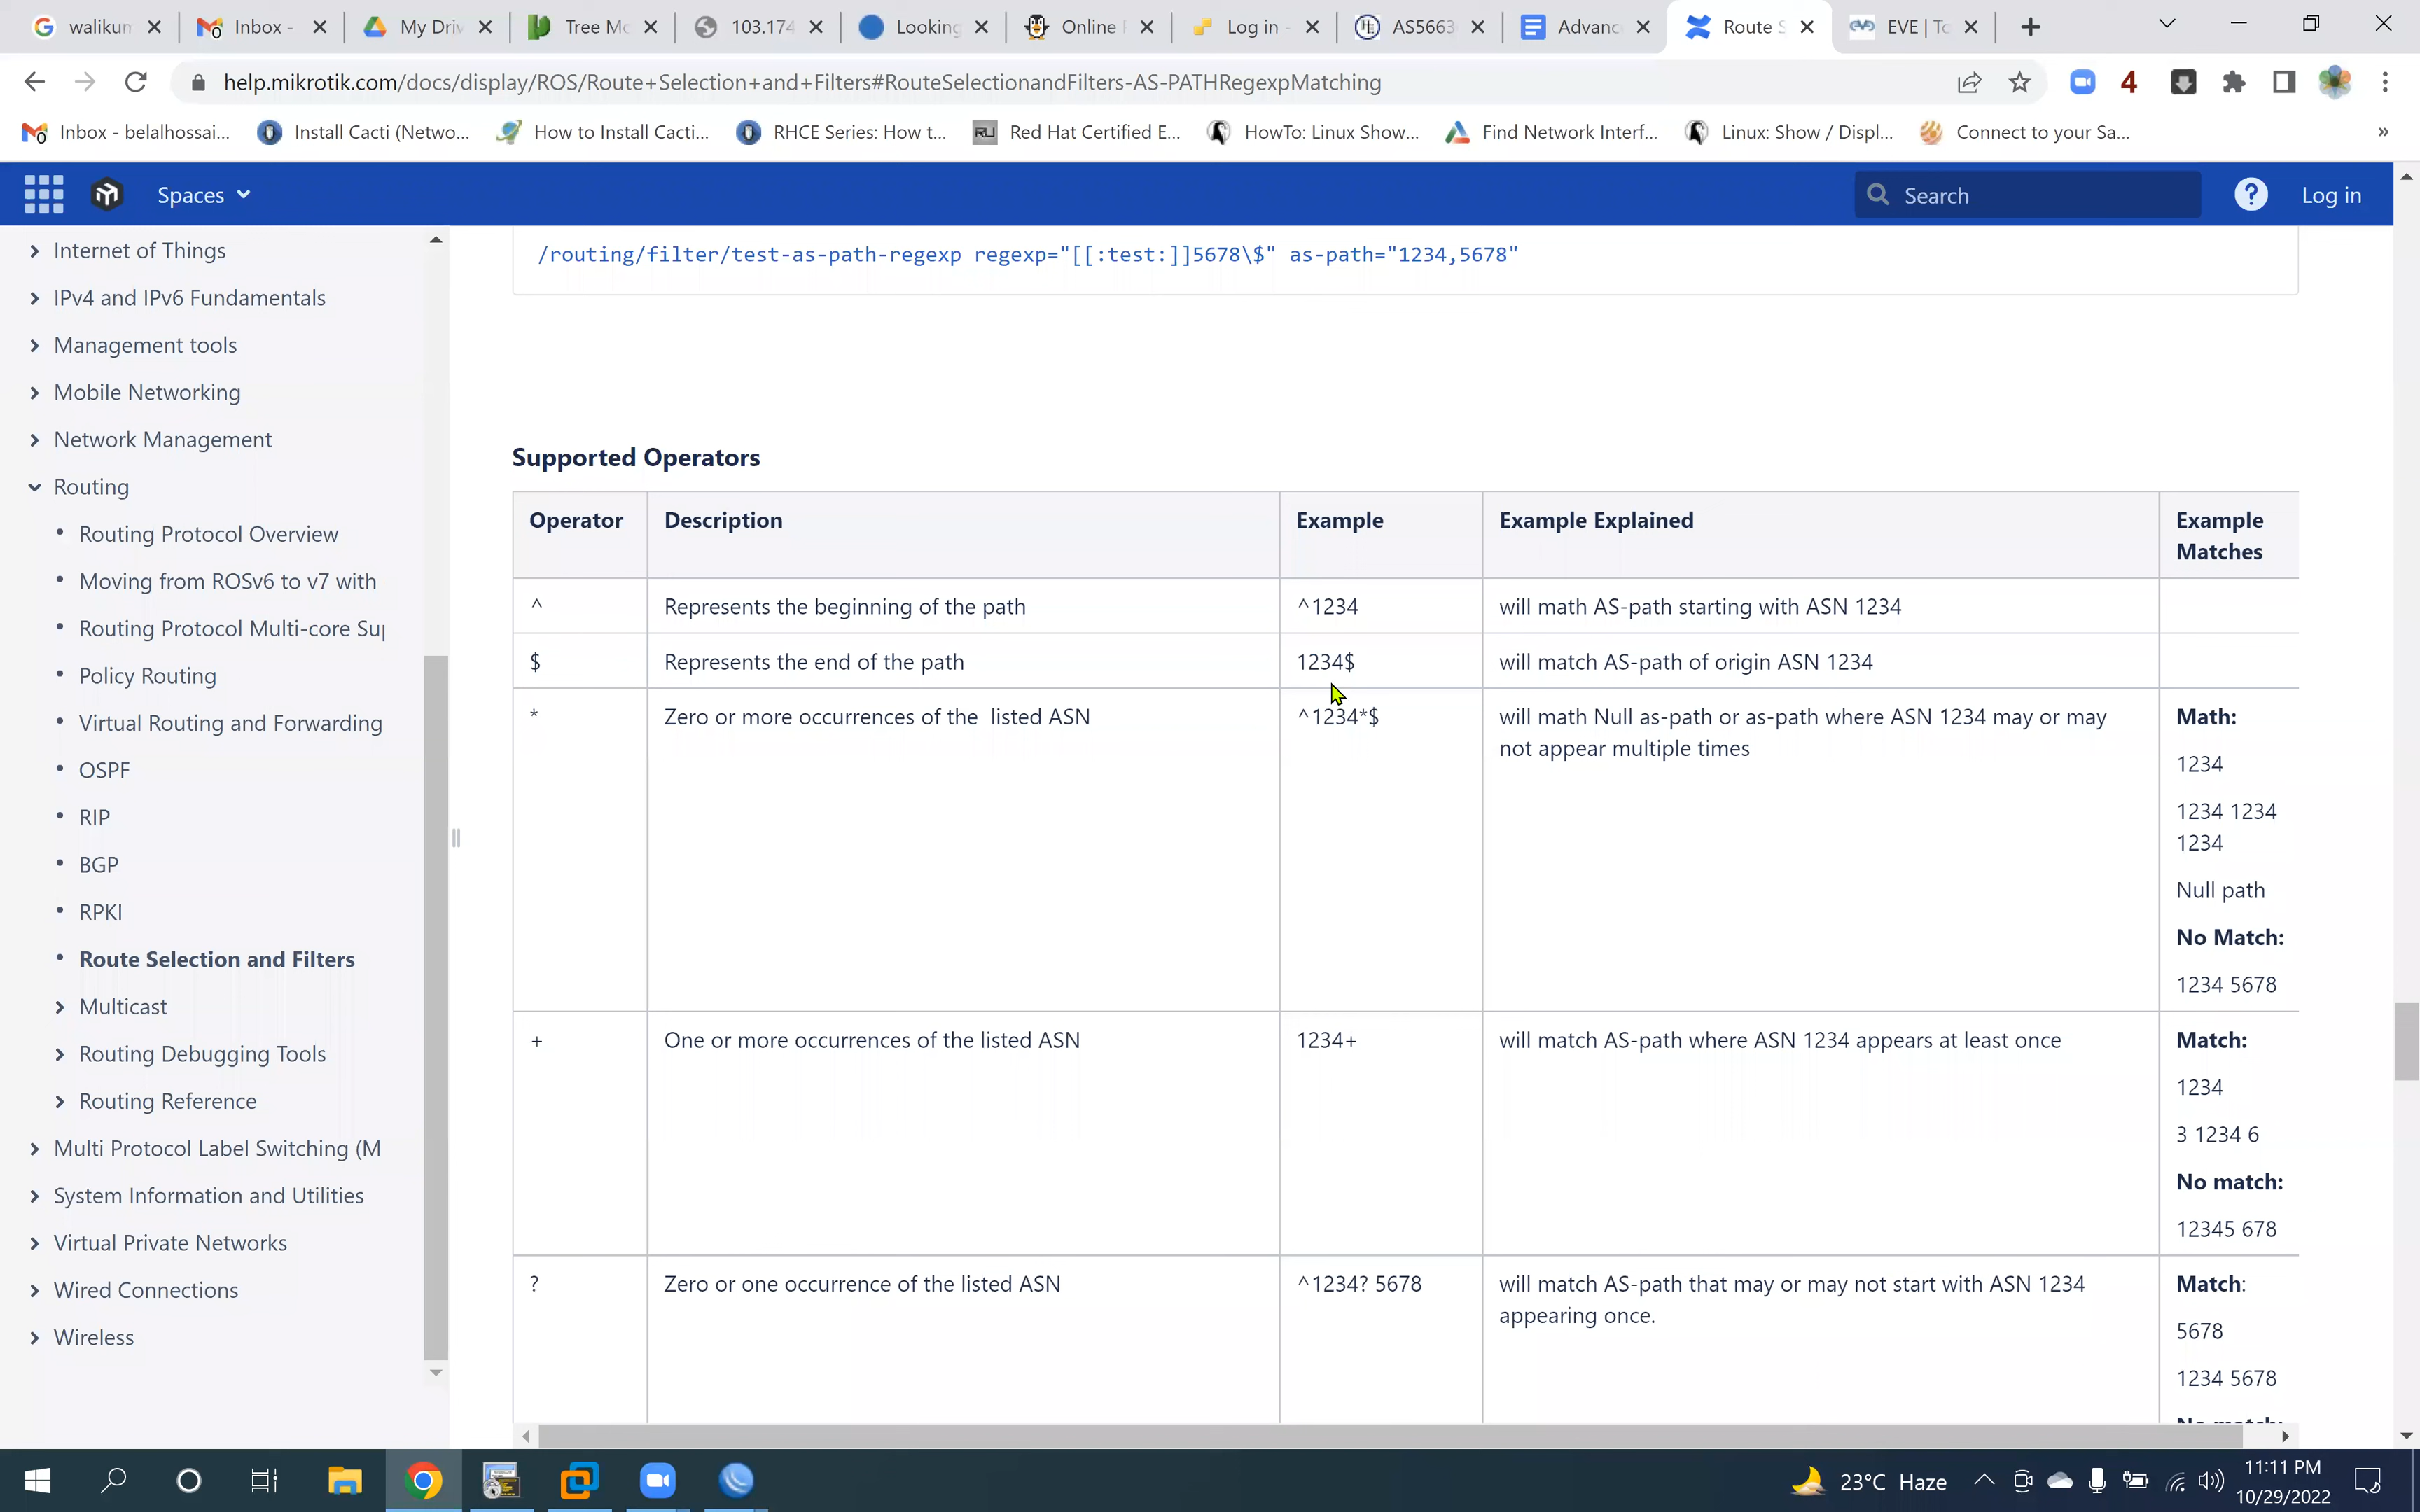 walikum
Inbox -
My Driv
Tree Mo
103.174
Looking
Online
Log in -
AS5663
Advanc
Route S
EVE | To
help.mikrotik.com/docs/display/ROS/Route+Selection+and+Filters#RouteSelectionandFilters-AS-PATHRegexpMatching
4
Inbox - belalhossai...
Install Cacti (Netwo...
How to Install Cacti...
RHCE Series: How t...
Red Hat Certified E...
HowTo: Linux Show...
Find Network Interf...
Linux: Show / Displ...
Connect to your Sa...
»
Spaces
Search
Log in
Internet of Things
IPv4 and IPv6 Fundamentals
Management tools
Mobile Networking
Network Management
Routing
• Routing Protocol Overview
• Moving from ROSv6 to v7 with
• Routing Protocol Multi-core Su
• Policy Routing
• Virtual Routing and Forwarding
• OSPF
• RIP
• BGP
• RPKI
• Route Selection and Filters
Multicast
Routing Debugging Tools
Routing Reference
Multi Protocol Label Switching (M
System Information and Utilities
Virtual Private Networks
Wired Connections
Wireless
/routing/filter/test-as-path-regexp regexp="[[:test:]]5678\$" as-path="1234,5678"
Supported Operators
Operator Description Example Example Explained Example
Matches
^ Represents the beginning of the path ^1234 will math AS-path starting with ASN 1234
$ Represents the end of the path 1234$ will match AS-path of origin ASN 1234
* Zero or more occurrences of the listed ASN ^1234*$ will math Null as-path or as-path where ASN 1234 may or may Math:
not appear multiple times
1234
1234 1234
1234
Null path
No Match:
1234 5678
+ One or more occurrences of the listed ASN 1234+ will match AS-path where ASN 1234 appears at least once Match:
1234
3 1234 6
No match:
12345 678
? Zero or one occurrence of the listed ASN ^1234? 5678 will match AS-path that may or may not start with ASN 1234 Match:
appearing once.
5678
1234 5678
No match:
23°C Haze
11:11 PM
10/29/2022